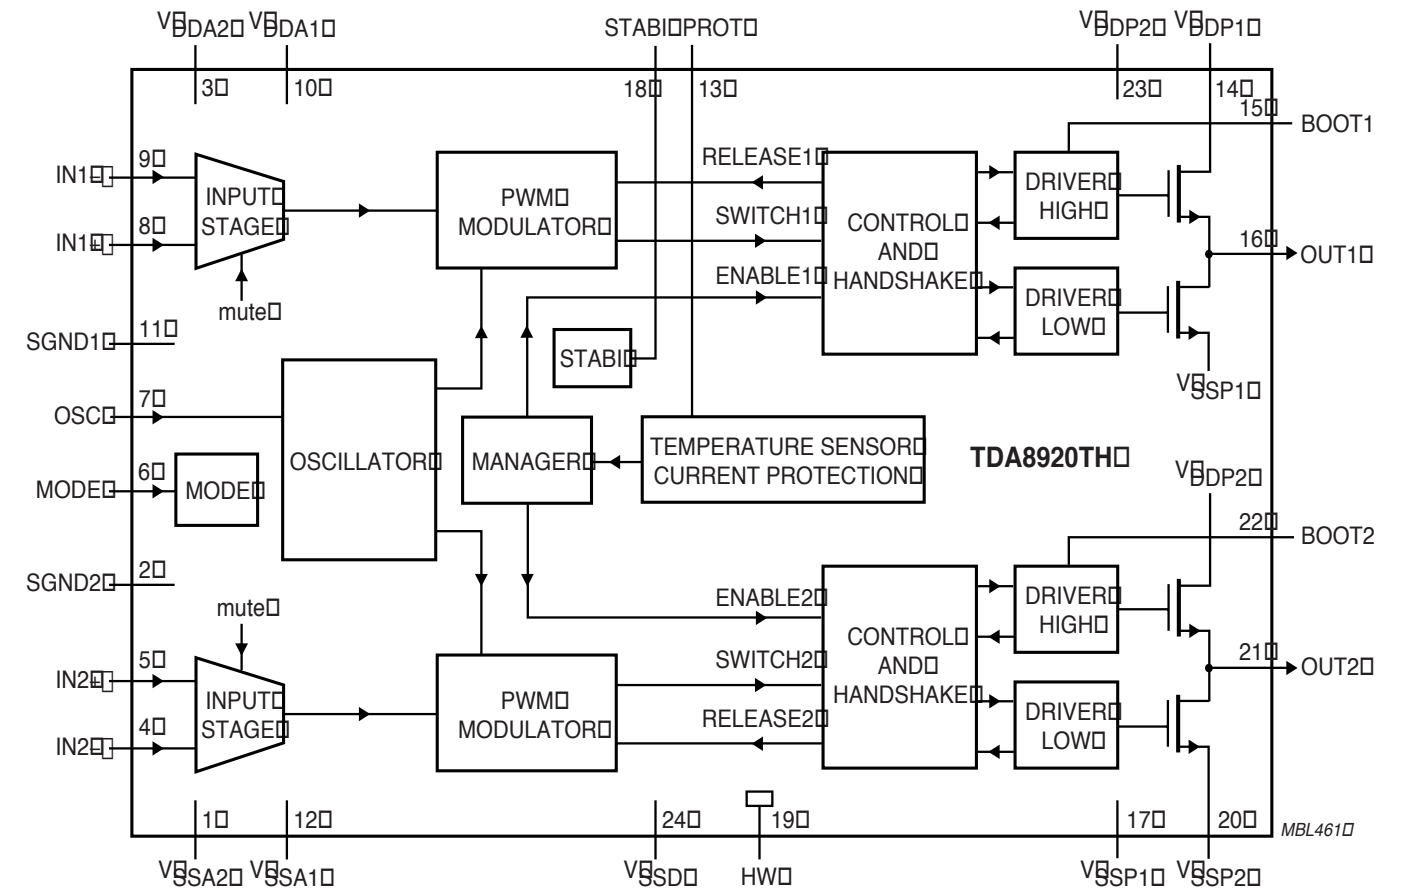 VDDA2 VDDA1 STABI PROT VDDP2 VDDP1
3 10 18 13 23 14
15 BOOT1
RELEASE1
9
IN1−
INPUT
STAGE
PWM
MODULATOR
DRIVER
HIGH
8
IN1+
SWITCH1
CONTROL
AND
HANDSHAKE
16 OUT1
ENABLE1
mute
DRIVER
LOW
11
SGND1
STABI
VSSP1
7
OSC
OSCILLATOR
MANAGER
TEMPERATURE SENSOR
CURRENT PROTECTION
TDA8920TH
6
MODE
MODE
VDDP2
22 BOOT2
2
SGND2
mute
ENABLE2
DRIVER
HIGH
5
IN2+
INPUT
STAGE
PWM
MODULATOR
SWITCH2
CONTROL
AND
HANDSHAKE
21 OUT2
4
IN2−
RELEASE2
DRIVER
LOW
1 12 24 19 17 20
MBL461
VSSA2 VSSA1 VSSD HW VSSP1 VSSP2